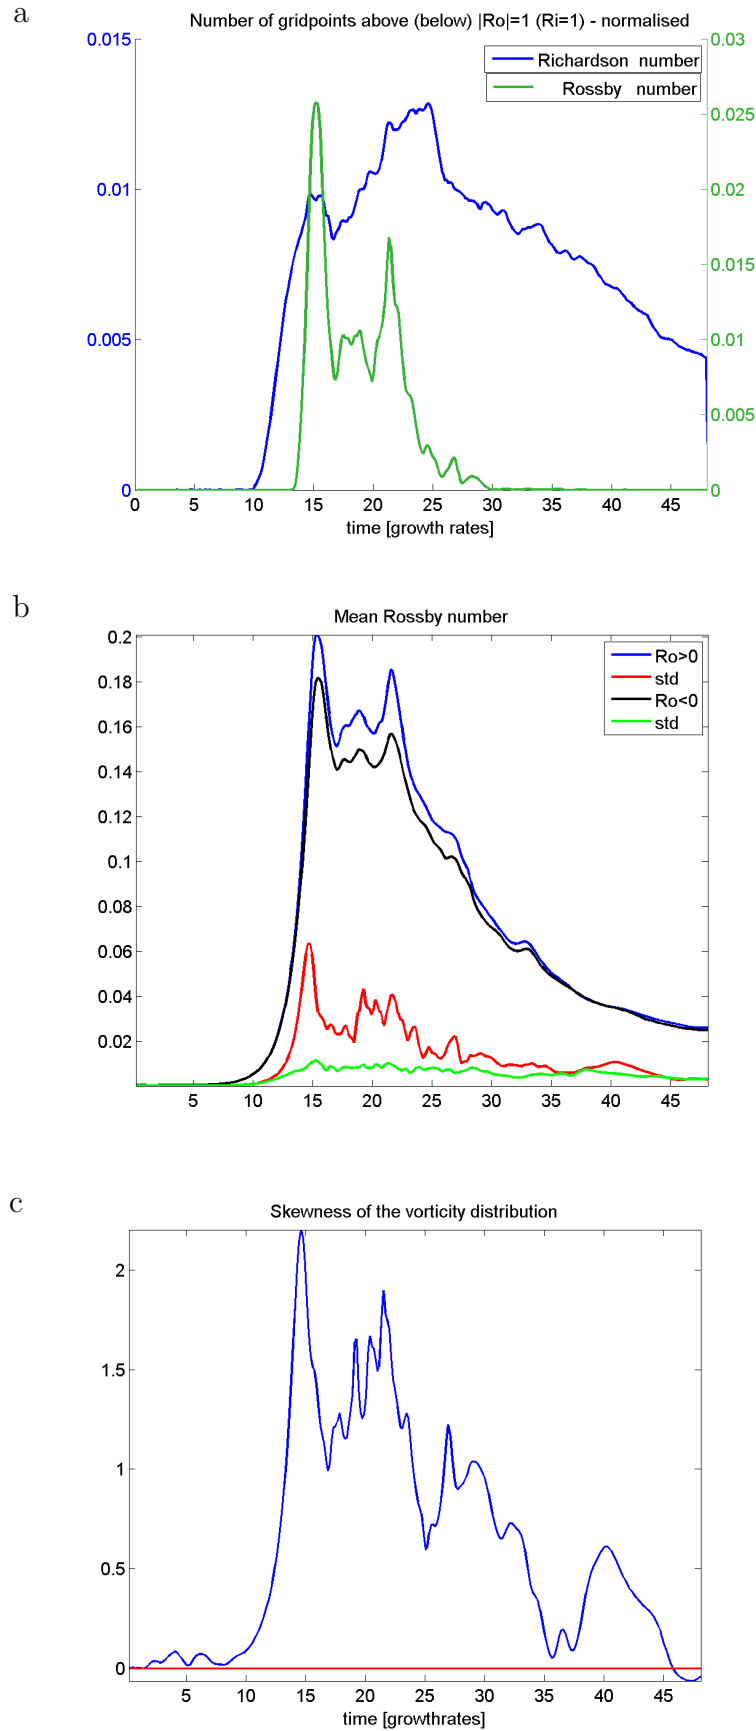 a
Number of gridpoints above (below) |Ro|=1 (Ri=1) - normalised
0.015
0.01
0.005
0
0.03
0.025
0.02
0.015
0.01
0.005
0
Richardson number
Rossby number
0 5 10 15 20 25 30 35 40 45
time [growth rates]
b
Mean Rossby number
0.2
0.18
0.16
0.14
0.12
0.1
0.08
0.06
0.04
0.02
Ro>0
std
Ro<0
std
5 10 15 20 25 30 35 40 45
c
Skewness of the vorticity distribution
2
1.5
1
0.5
0
5 10 15 20 25 30 35 40 45
time [growthrates]